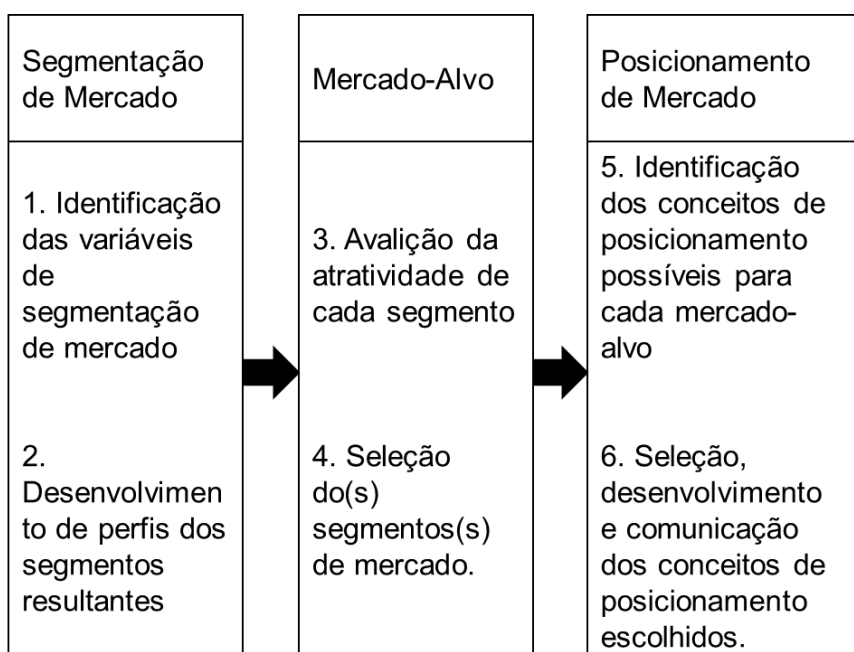 Segmentação
de Mercado
1. Identificação
das variáveis
de
segmentação
de mercado
2.
Desenvolvimen
to de perfis dos
segmentos
resultantes
Mercado-Alvo
3. Avalição da
atratividade de
cada segmento
4. Seleção
do(s)
segmentos(s)
de mercado.
Posicionamento
de Mercado
5. Identificação
dos conceitos de
posicionamento
possíveis para
cada mercado-
alvo
6. Seleção,
desenvolvimento
e comunicação
dos conceitos de
posicionamento
escolhidos.